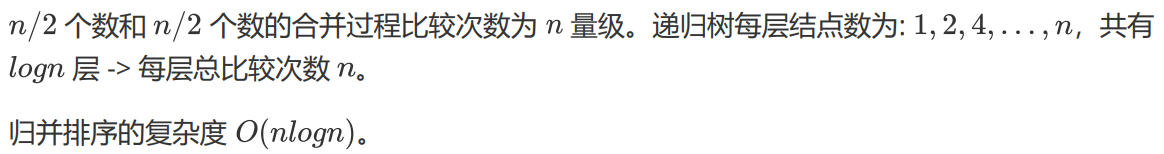 n/2 个数和 n/2 个数的合并过程比较次数为 n 量级。递归树每层结点数为: 1, 2, 4, . . . , n，共有
logn 层 -> 每层总比较次数 n。
归并排序的复杂度 O(nlogn)。